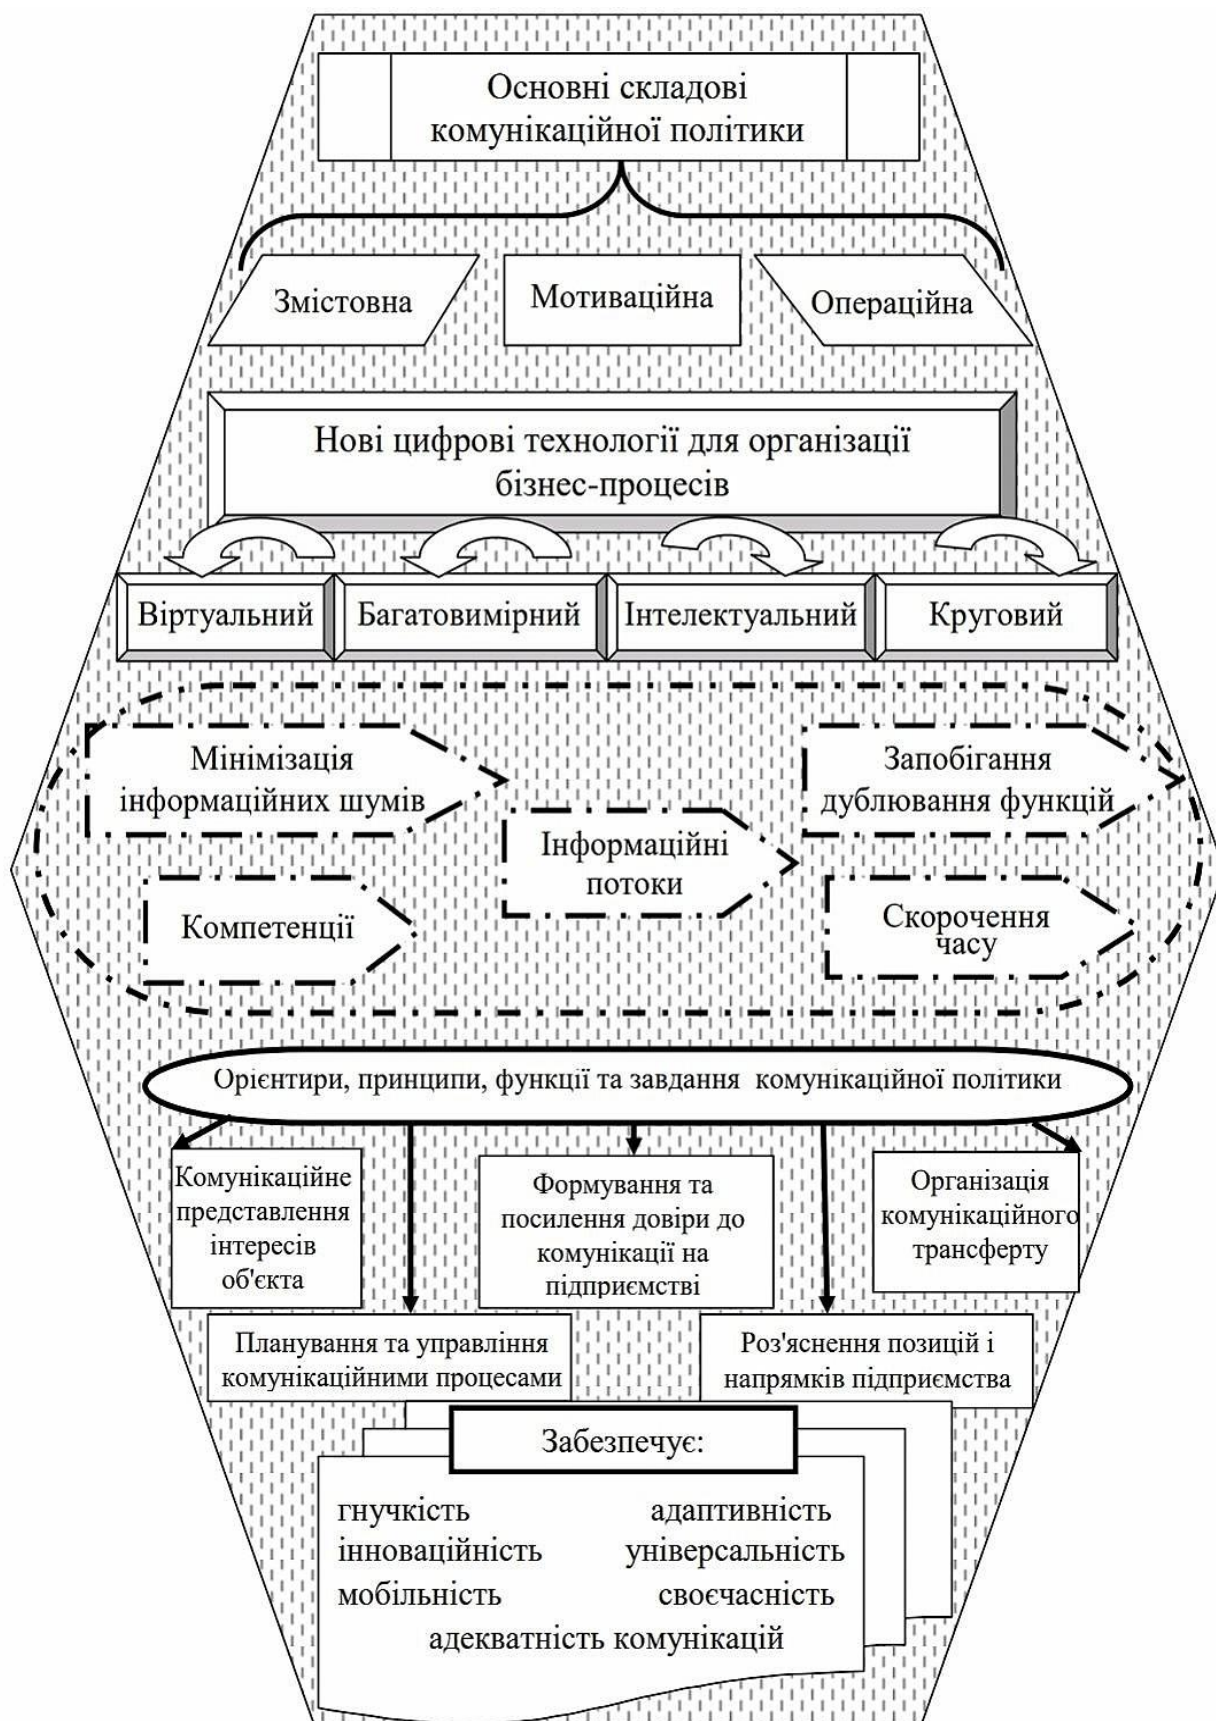 Основні складові
комунікаційної політики
Змістовна
Мотиваційна
Операційна
Нові цифрові технології для організації
бізнес-процесів
Віртуальний
Багатовимірний
Інтелектуальний
Круговий
Мінімізація
інформаційних шумів
Запобігання
дублювання функцій
Інформаційні
потоки
Компетенції
Скорочення
часу
Орієнтири, принципи, функції та завдання комунікаційної політики
Комунікаційне
представлення
інтересів
об'єкта
Формування та
посилення довіри до
комунікації на
підприємстві
Організація
комунікаційного
трансферту
Планування та управління
комунікаційними процесами
Роз'яснення позицій і
напрямків підприємства
Забезпечує:
гнучкість адаптивність
інноваційність універсальність
мобільність своєчасність
адекватність комунікацій